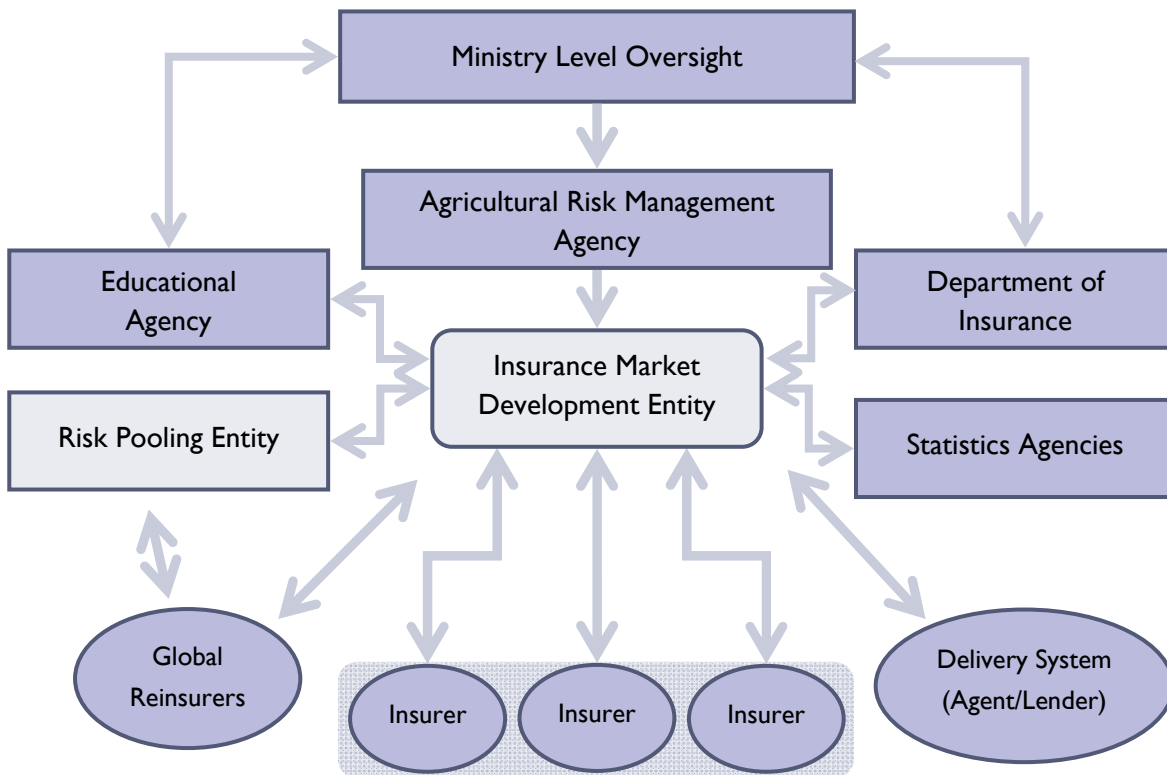 Ministry Level Oversight
Agricultural Risk Management
Agency
Educational
Agency
Department of
Insurance
Insurance Market
Development Entity
Risk Pooling Entity
Statistics Agencies
Global
Reinsurers
Insurer
Insurer
Insurer
Delivery System
(Agent/Lender)